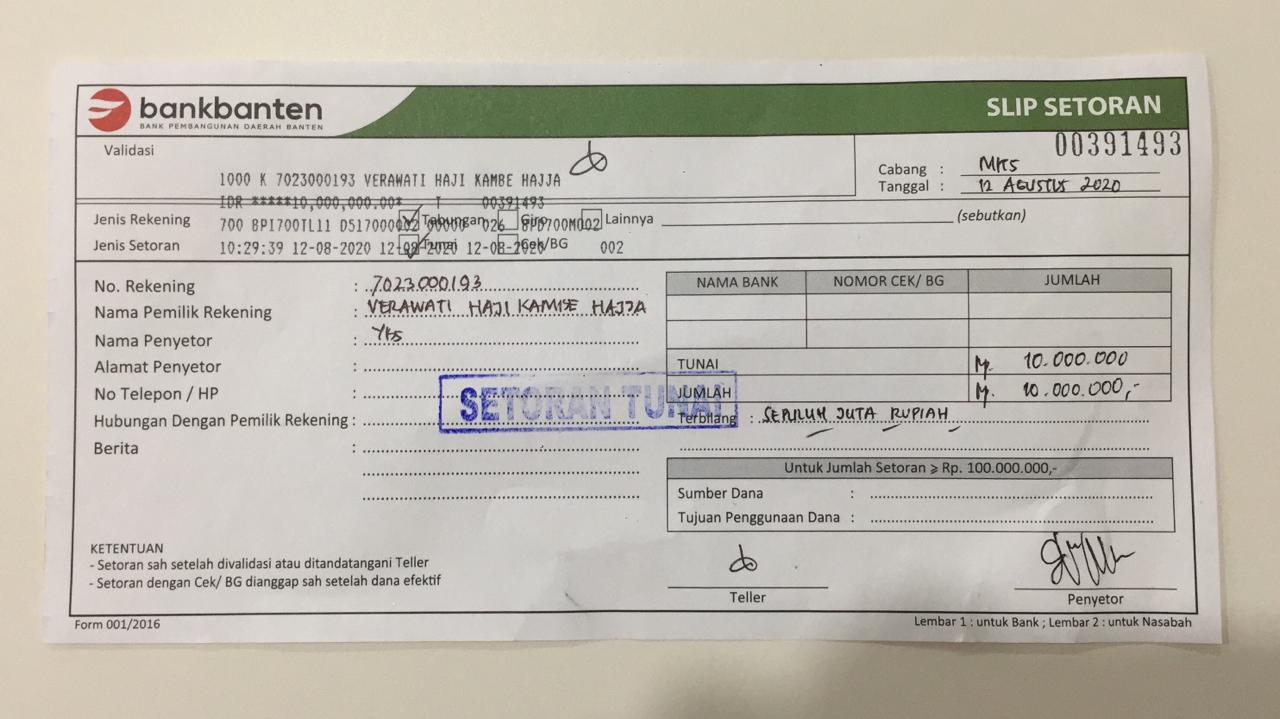 bankbanten
BANK PEMBANGUNAN DAERAH BANTEN
SLIP SETORAN
00391493
Validasi
Cabang : MKS
Tanggal : 12 AGUSTUS 2020
1000 K 7023000193 VERAWATI HAJI KAMBE HAJJA
IDR *****10,000,000.00* T 00391493
Jenis Rekening Tabungan Giro Lainnya (sebutkan)
700 BPI700TL11 D517000002 00000 026 BPD700M002
Jenis Setoran Tunai Cek/BG
10:29:39 12-08-2020 12-08-2020 12-08-2020 002
No. Rekening : 7023000193
Nama Pemilik Rekening : VERAWATI HAJI KAMBE HAJJA
Nama Penyetor :
Alamat Penyetor :
No Telepon / HP :
Hubungan Dengan Pemilik Rekening :
Berita :
SETORAN TUNAI
NAMA BANK NOMOR CEK/ BG JUMLAH
TUNAI 10.000.000
JUMLAH 10.000.000,-
Terbilang : SEPULUH JUTA RUPIAH
Untuk Jumlah Setoran ⩾ Rp. 100.000.000,-
Sumber Dana :
Tujuan Penggunaan Dana :
KETENTUAN
- Setoran sah setelah divalidasi atau ditandatangani Teller
- Setoran dengan Cek/ BG dianggap sah setelah dana efektif
Teller
Penyetor
Form 001/2016
Lembar 1 : untuk Bank ; Lembar 2 : untuk Nasabah